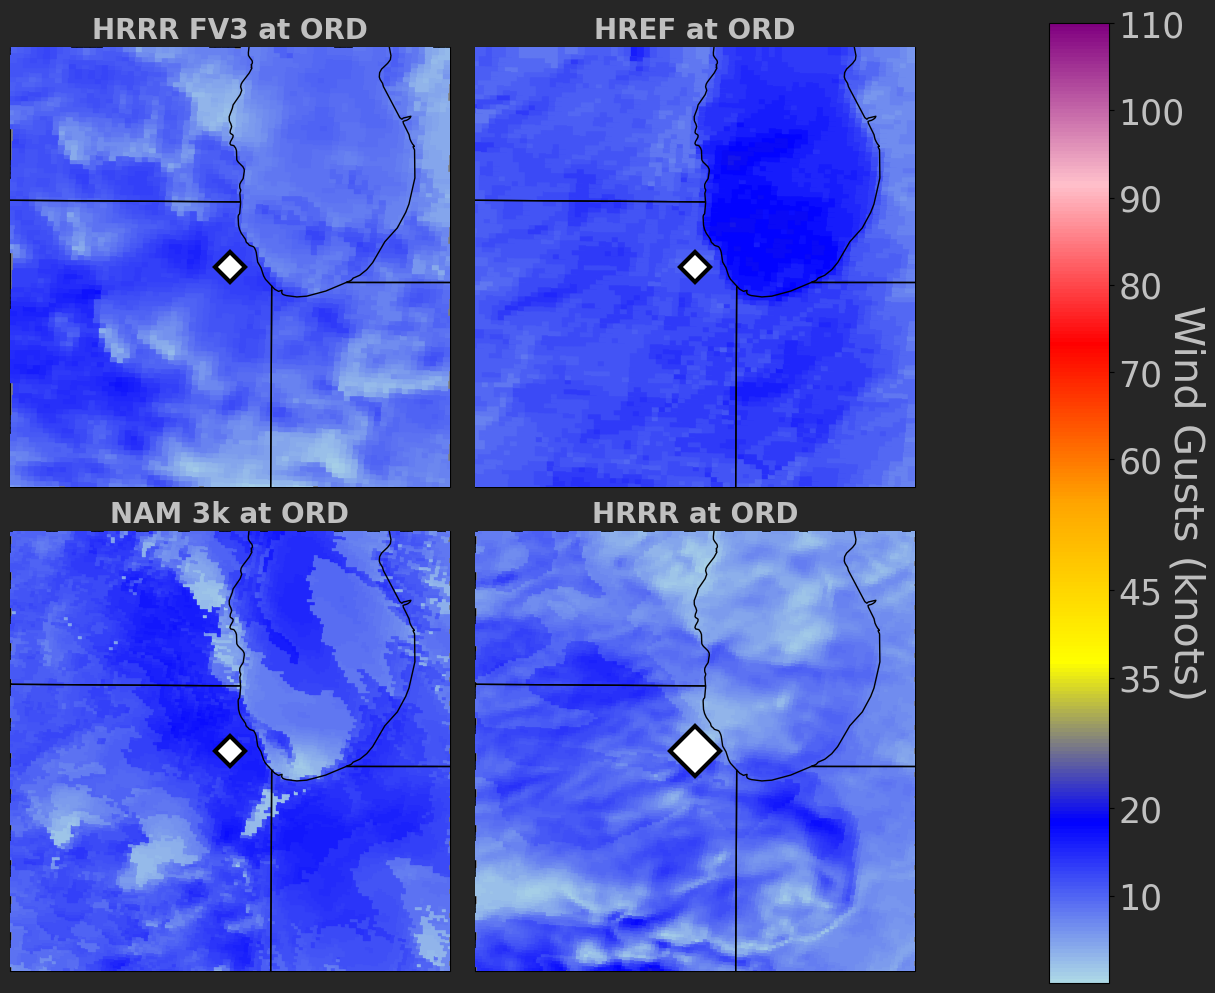 HRRR FV3 at ORD
HREF at ORD
NAM 3k at ORD
HRRR at ORD
110
100
90
80
70
60
45
35
20
10
Wind Gusts (knots)